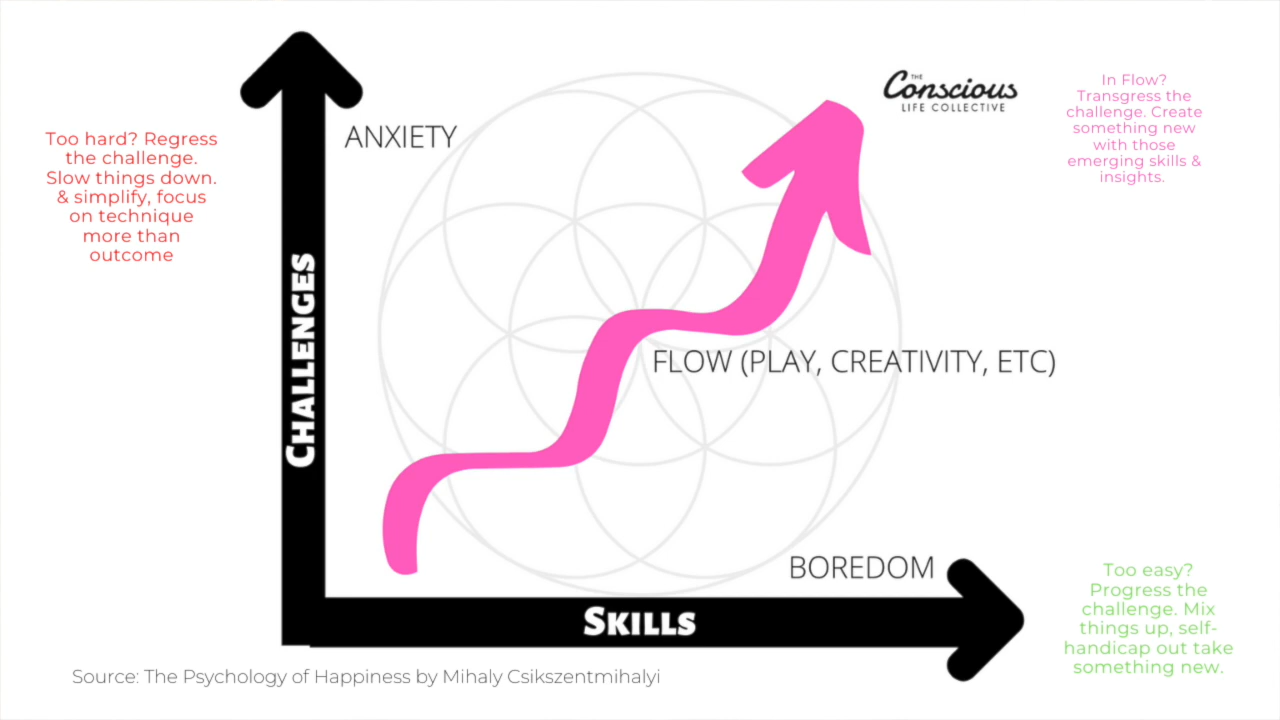 THE
Conscious
LIFE COLLECTIVE
In Flow?
Transgress the
challenge. Create
something new
with those
emerging skills &
insights.
ANXIETY
Too hard? Regress
the challenge.
Slow things down.
& simplify, focus
on technique
more than
outcome
CHALLENGES
FLOW (PLAY, CREATIVITY, ETC)
BOREDOM
Too easy?
Progress the
challenge. Mix
things up, self-
handicap out take
something new.
SKILLS
Source: The Psychology of Happiness by Mihaly Csikszentmihalyi